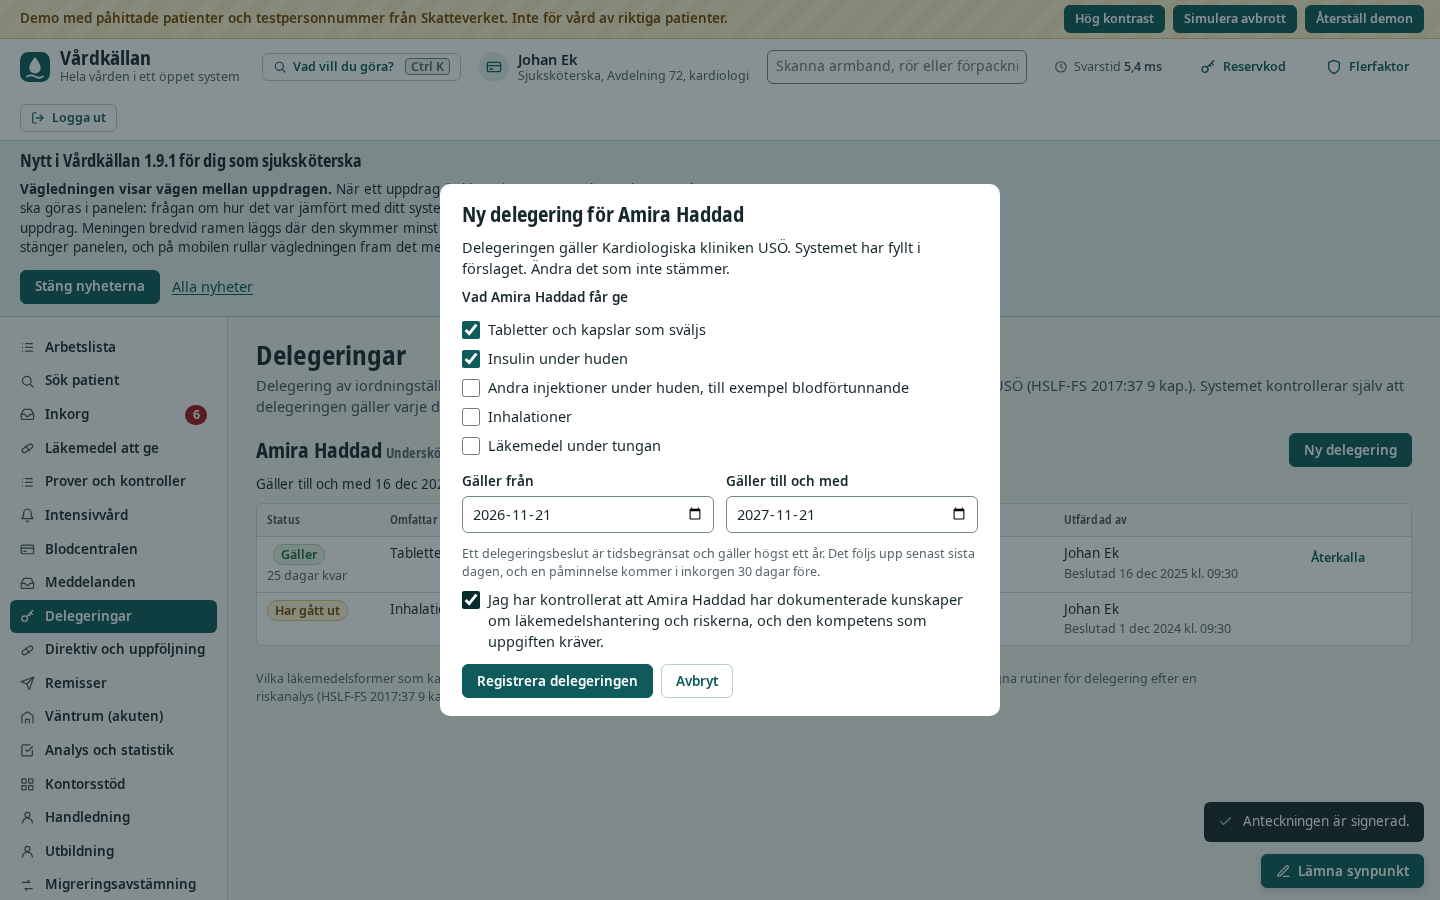 Demo med påhittade patienter och testpersonnummer från Skatteverket. Inte för vård av riktiga patienter.
Hög kontrast
Simulera avbrott
Återställ demon
Vårdkällan
Hela vården i ett öppet system
Vad vill du göra?
Ctrl K
Johan Ek
Sjuksköterska, Avdelning 72, kardiologi
Skanna armband, rör eller förpackni
Svarstid 5,4 ms
Reservkod
Flerfaktor
Logga ut
Nytt i Vårdkällan 1.9.1 för dig som sjuksköterska
Vägledningen visar vägen mellan uppdragen. När ett uppdrag
ska göras i panelen: frågan om hur det var jämfört med ditt syste
uppdrag. Meningen bredvid ramen läggs där den skymmer minst
stänger panelen, och på mobilen rullar vägledningen fram det me
Stäng nyheterna
Alla nyheter
Arbetslista
Sök patient
Inkorg
6
Läkemedel att ge
Prover och kontroller
Intensivvård
Blodcentralen
Meddelanden
Delegeringar
Direktiv och uppföljning
Remisser
Väntrum (akuten)
Analys och statistik
Kontorsstöd
Handledning
Utbildning
Migreringsavstämning
Delegeringar
Delegering av iordningstäl
USÖ (HSLF-FS 2017:37 9 kap.). Systemet kontrollerar själv att
delegeringen gäller varje d
Amira Haddad Undersk
Ny delegering
Gäller till och med 16 dec 202
Status
Omfattar
Utfärdad av
Gäller
25 dagar kvar
Tablette
Johan Ek
Beslutad 16 dec 2025 kl. 09:30
Återkalla
Har gått ut
Inhalati
Johan Ek
Beslutad 1 dec 2024 kl. 09:30
Vilka läkemedelsformer som ka
gna rutiner för delegering efter en
riskanalys (HSLF-FS 2017:37 9 ka
Ny delegering för Amira Haddad
Delegeringen gäller Kardiologiska kliniken USÖ. Systemet har fyllt i
förslaget. Ändra det som inte stämmer.
Vad Amira Haddad får ge
Tabletter och kapslar som sväljs
Insulin under huden
Andra injektioner under huden, till exempel blodförtunnande
Inhalationer
Läkemedel under tungan
Gäller från
Gäller till och med
2026-11-21
2027-11-21
Ett delegeringsbeslut är tidsbegränsat och gäller högst ett år. Det följs upp senast sista
dagen, och en påminnelse kommer i inkorgen 30 dagar före.
Jag har kontrollerat att Amira Haddad har dokumenterade kunskaper
om läkemedelshantering och riskerna, och den kompetens som
uppgiften kräver.
Registrera delegeringen
Avbryt
Anteckningen är signerad.
Lämna synpunkt